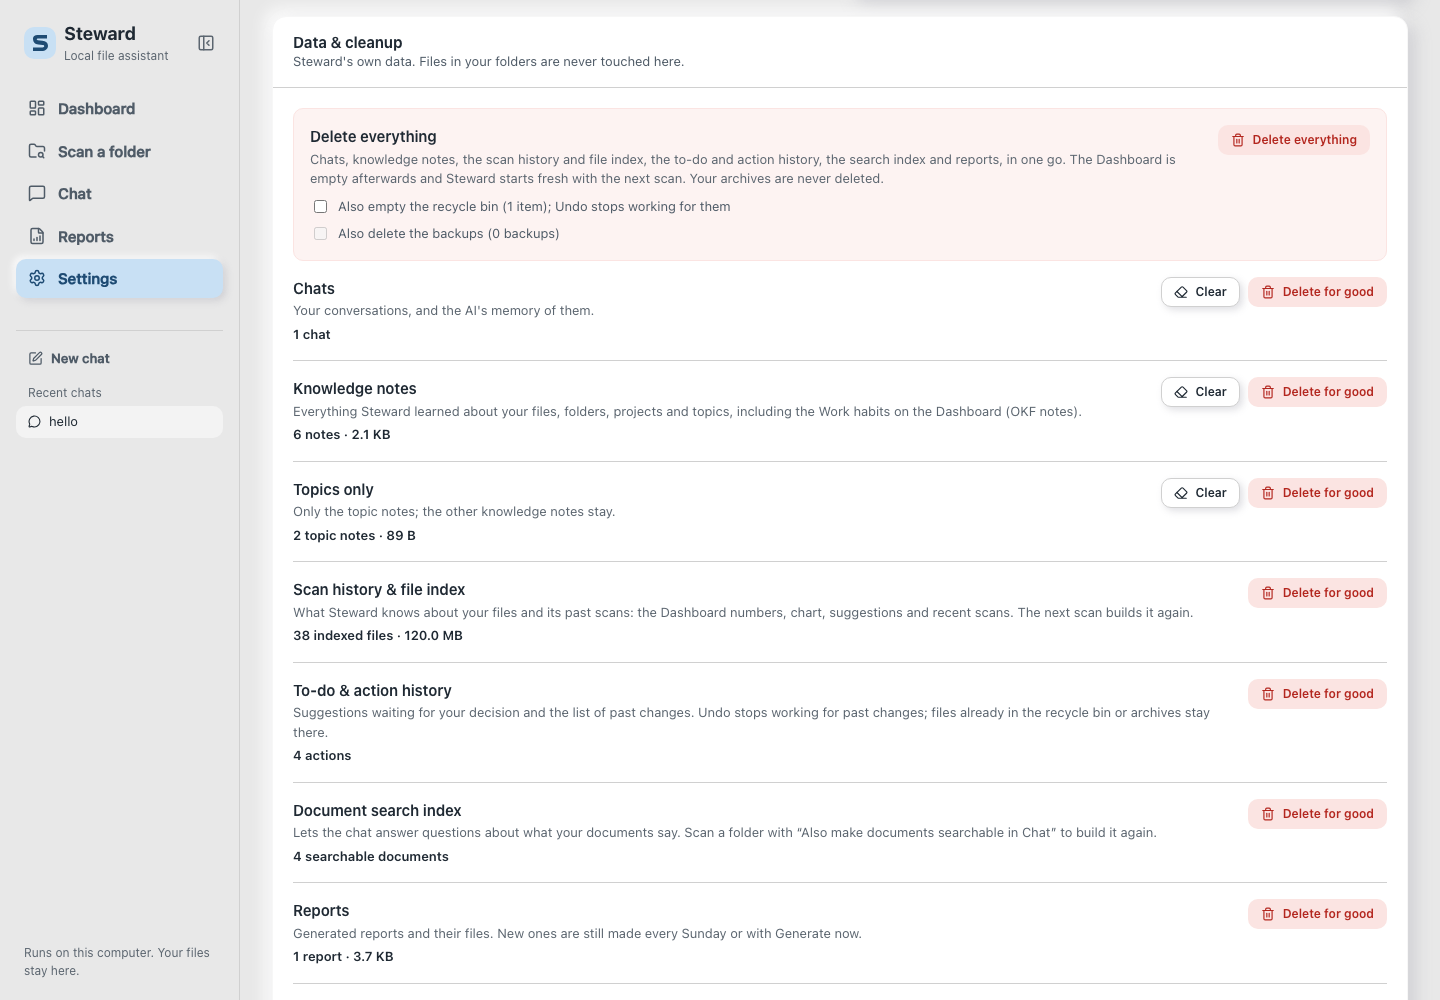 Steward
Local file assistant
Dashboard
Scan a folder
Chat
Reports
Settings
New chat
Recent chats
hello
Runs on this computer. Your files
stay here.
Data & cleanup
Steward's own data. Files in your folders are never touched here.
Delete everything
Delete everything
Chats, knowledge notes, the scan history and file index, the to-do and action history, the search index and reports, in one go. The Dashboard is
empty afterwards and Steward starts fresh with the next scan. Your archives are never deleted.
Also empty the recycle bin (1 item); Undo stops working for them
Also delete the backups (0 backups)
Chats
Clear
Delete for good
Your conversations, and the AI's memory of them.
1 chat
Knowledge notes
Clear
Delete for good
Everything Steward learned about your files, folders, projects and topics, including the Work habits on the Dashboard (OKF notes).
6 notes · 2.1 KB
Topics only
Clear
Delete for good
Only the topic notes; the other knowledge notes stay.
2 topic notes · 89 B
Scan history & file index
Delete for good
What Steward knows about your files and its past scans: the Dashboard numbers, chart, suggestions and recent scans. The next scan builds it again.
38 indexed files · 120.0 MB
To-do & action history
Delete for good
Suggestions waiting for your decision and the list of past changes. Undo stops working for past changes; files already in the recycle bin or archives stay
there.
4 actions
Document search index
Delete for good
Lets the chat answer questions about what your documents say. Scan a folder with “Also make documents searchable in Chat” to build it again.
4 searchable documents
Reports
Delete for good
Generated reports and their files. New ones are still made every Sunday or with Generate now.
1 report · 3.7 KB